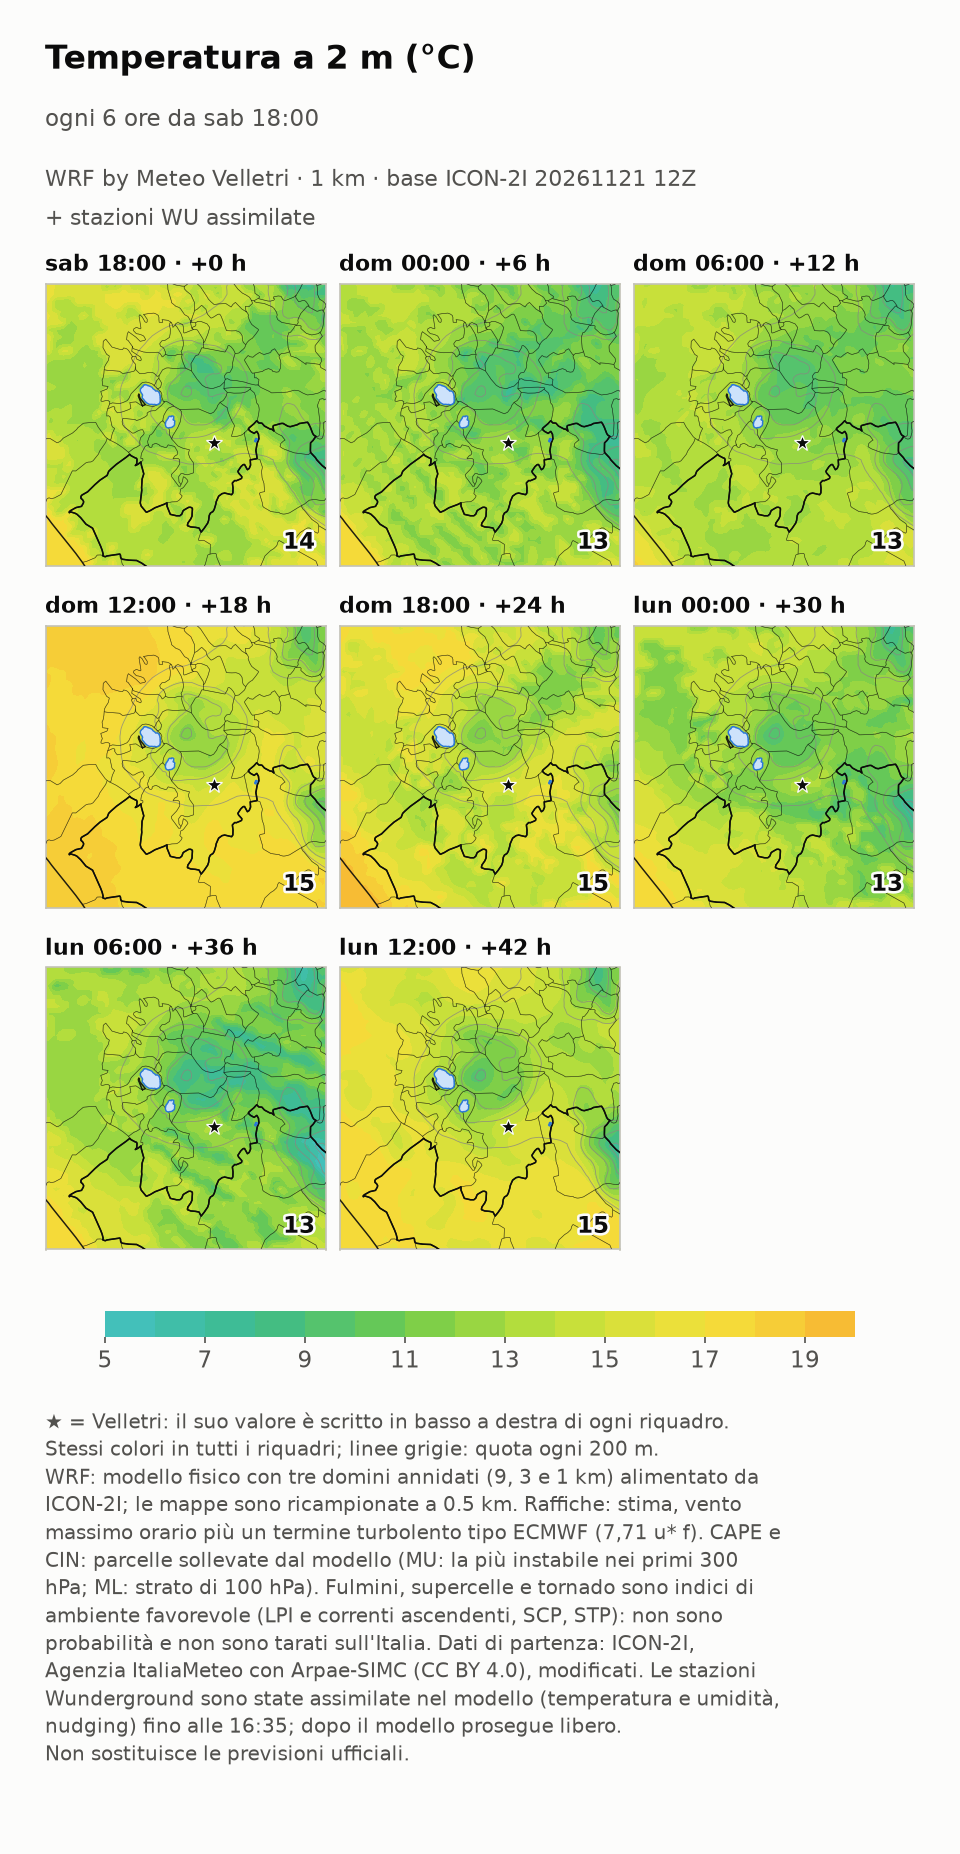 Temperatura a 2 m (°C)
ogni 6 ore da sab 18:00
WRF by Meteo Velletri · 1 km · base ICON-2I 20261121 12Z
+ stazioni WU assimilate
sab 18:00 · +0 h
dom 00:00 · +6 h
dom 06:00 · +12 h
14
13
13
dom 12:00 · +18 h
dom 18:00 · +24 h
lun 00:00 · +30 h
15
15
13
lun 06:00 · +36 h
lun 12:00 · +42 h
13
15
5 7 9 11 13 15 17 19
★ = Velletri: il suo valore è scritto in basso a destra di ogni riquadro.
Stessi colori in tutti i riquadri; linee grigie: quota ogni 200 m.
WRF: modello fisico con tre domini annidati (9, 3 e 1 km) alimentato da
ICON-2I; le mappe sono ricampionate a 0.5 km. Raffiche: stima, vento
massimo orario più un termine turbolento tipo ECMWF (7,71 u* f). CAPE e
CIN: parcelle sollevate dal modello (MU: la più instabile nei primi 300
hPa; ML: strato di 100 hPa). Fulmini, supercelle e tornado sono indici di
ambiente favorevole (LPI e correnti ascendenti, SCP, STP): non sono
probabilità e non sono tarati sull'Italia. Dati di partenza: ICON-2I,
Agenzia ItaliaMeteo con Arpae-SIMC (CC BY 4.0), modificati. Le stazioni
Wunderground sono state assimilate nel modello (temperatura e umidità,
nudging) fino alle 16:35; dopo il modello prosegue libero.
Non sostituisce le previsioni ufficiali.